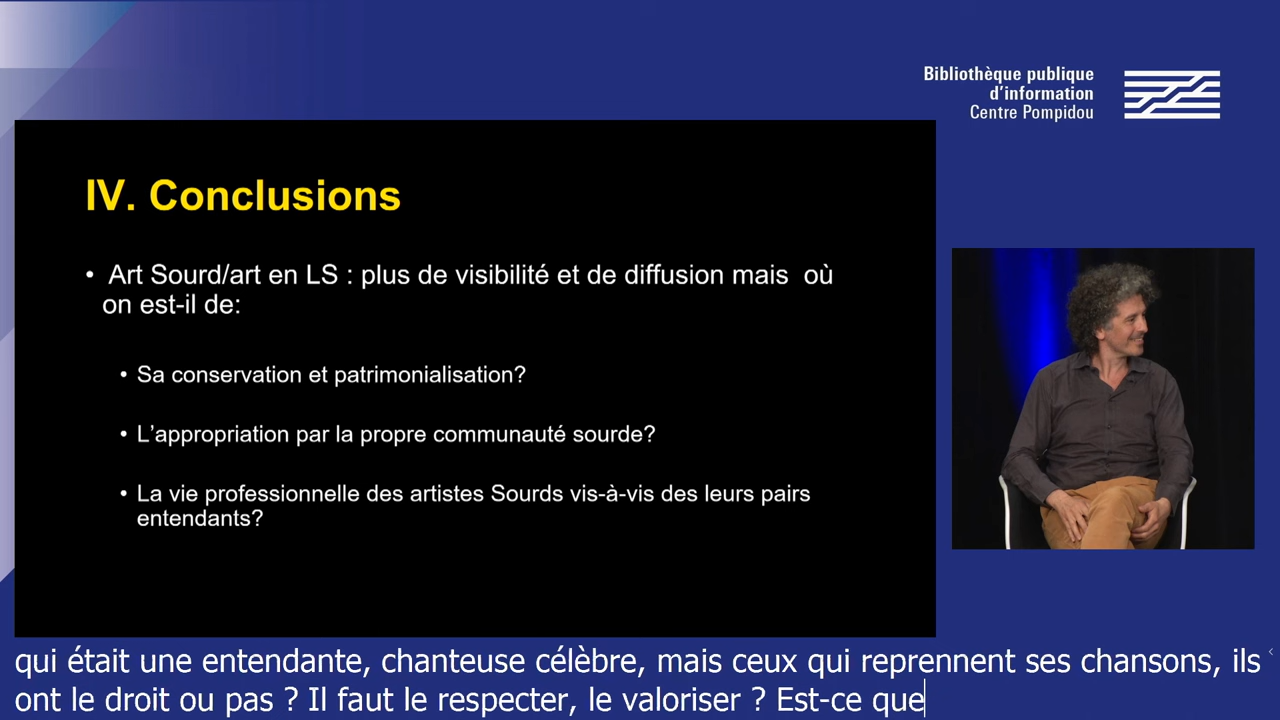 Bibliothèque publique
d'information
Centre Pompidou
IV. Conclusions
• Art Sourd/art en LS : plus de visibilité et de diffusion mais où
on est-il de:
• Sa conservation et patrimonialisation?
• L'appropriation par la propre communauté sourde?
• La vie professionnelle des artistes Sourds vis-à-vis des leurs pairs
entendants?
qui était une entendante, chanteuse célèbre, mais ceux qui reprennent ses chansons, ils
ont le droit ou pas ? Il faut le respecter, le valoriser ? Est-ce que